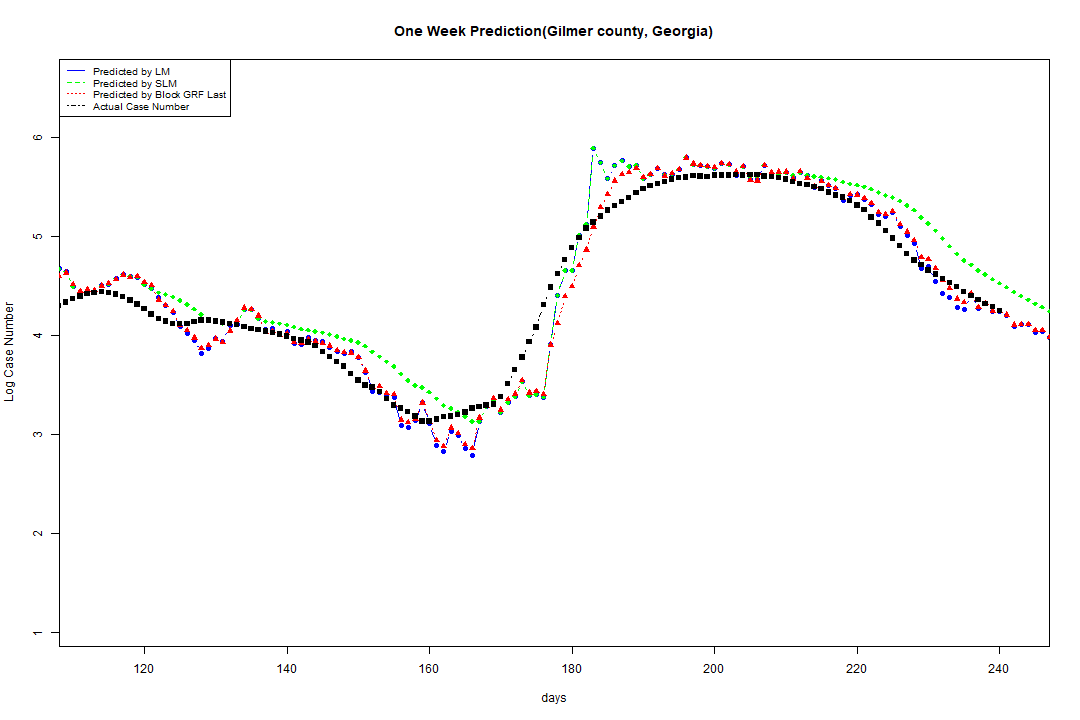 One Week Prediction(Gilmer county, Georgia)
Predicted by LM
Predicted by SLM
Predicted by Block GRF Last
Actual Case Number
Log Case Number
6
5
4
3
2
1
120 140 160 180 200 220 240
days